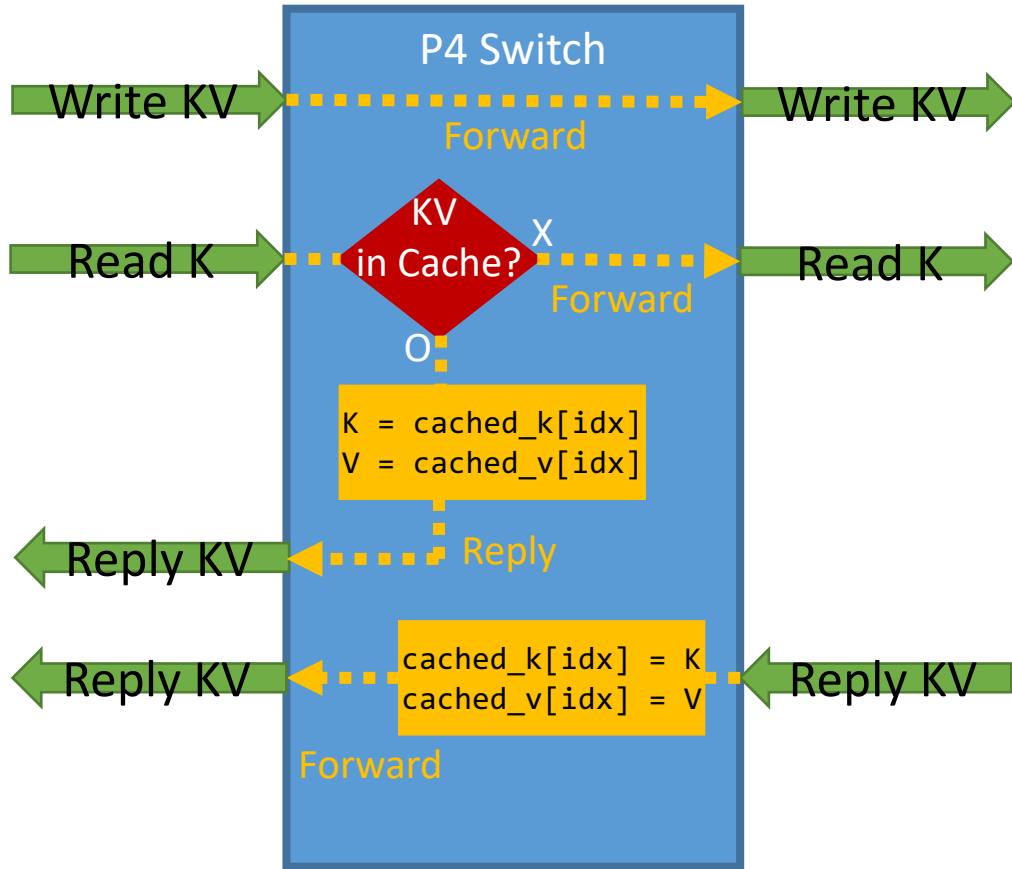 P4 Switch
Write KV
Write KV
Forward
KV
in Cache?
X
Read K
Read K
Forward
O
K = cached_k[idx]
V = cached_v[idx]
Reply KV
Reply
cached_k[idx] = K
cached_v[idx] = V
Reply KV
Reply KV
Forward